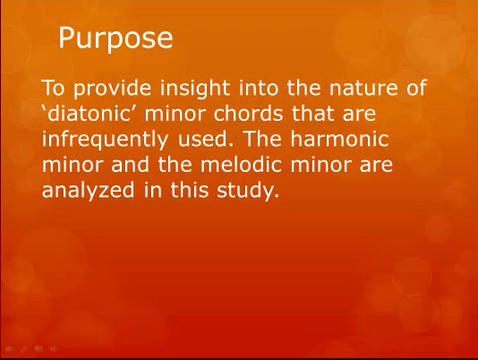 Purpose
To provide insight into the nature of
‘diatonic’ minor chords that are
infrequently used. The harmonic
minor and the melodic minor are
analyzed in this study.